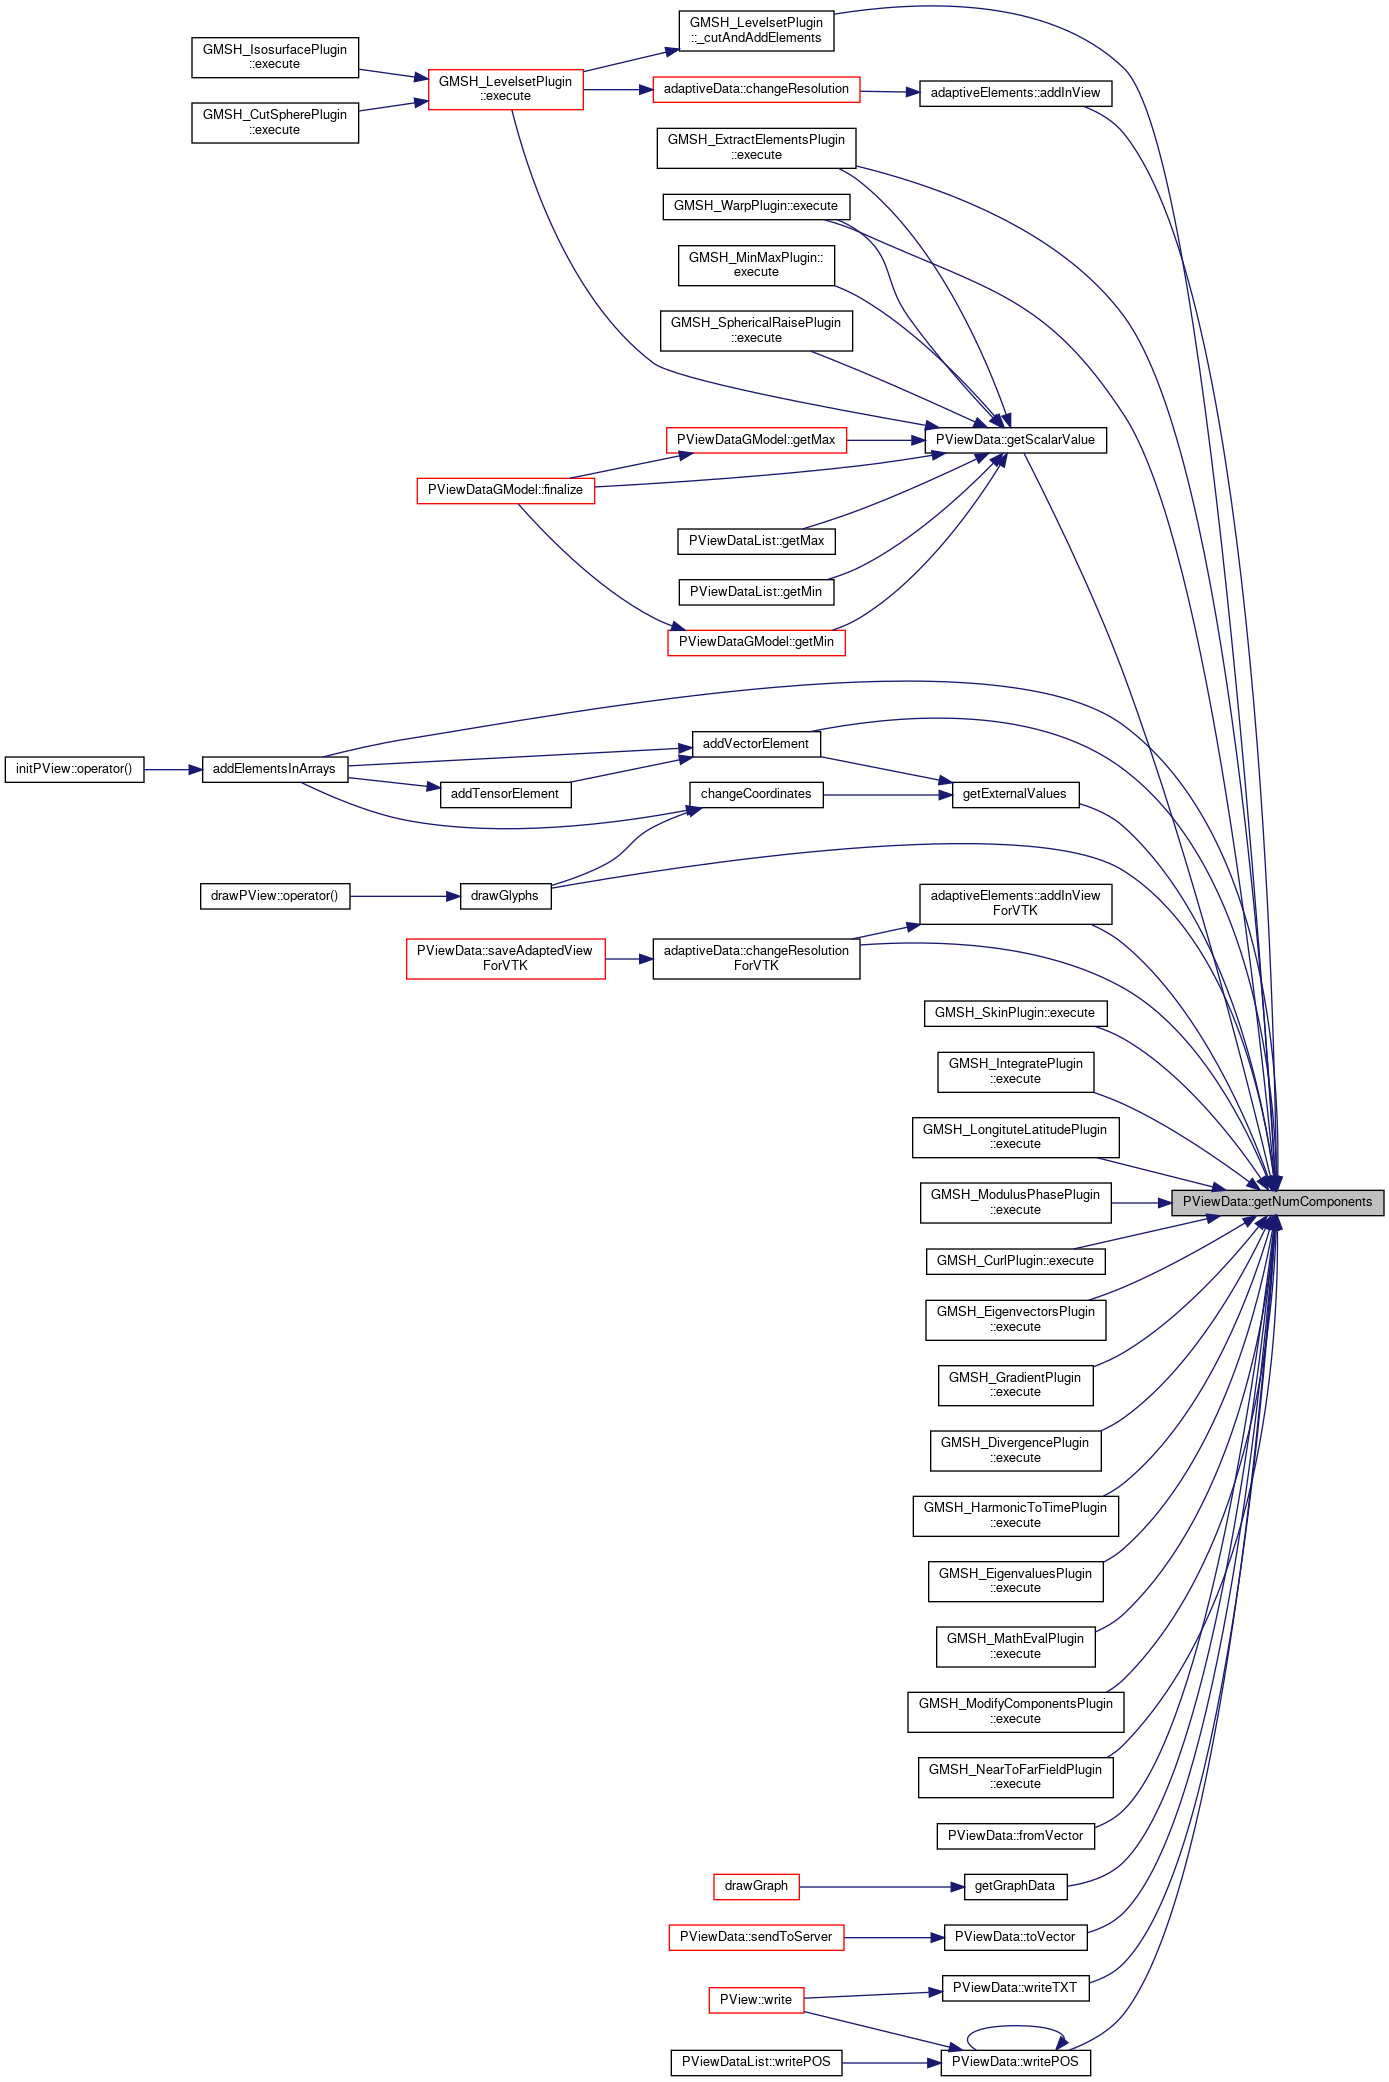 GMSH_LevelsetPlugin
::_cutAndAddElements
GMSH_IsosurfacePlugin
::execute
GMSH_LevelsetPlugin
::execute
adaptiveData::changeResolution
adaptiveElements::addInView
GMSH_CutSpherePlugin
::execute
GMSH_ExtractElementsPlugin
::execute
GMSH_WarpPlugin::execute
GMSH_MinMaxPlugin::
execute
GMSH_SphericalRaisePlugin
::execute
PViewDataGModel::getMax
PViewData::getScalarValue
PViewDataGModel::finalize
PViewDataList::getMax
PViewDataList::getMin
PViewDataGModel::getMin
addVectorElement
initPView::operator()
addElementsInArrays
addTensorElement
changeCoordinates
getExternalValues
drawPView::operator()
drawGlyphs
adaptiveElements::addInView
ForVTK
PViewData::saveAdaptedView
ForVTK
adaptiveData::changeResolution
ForVTK
GMSH_SkinPlugin::execute
GMSH_IntegratePlugin
::execute
GMSH_LongituteLatitudePlugin
::execute
GMSH_ModulusPhasePlugin
::execute
PViewData::getNumComponents
GMSH_CurlPlugin::execute
GMSH_EigenvectorsPlugin
::execute
GMSH_GradientPlugin
::execute
GMSH_DivergencePlugin
::execute
GMSH_HarmonicToTimePlugin
::execute
GMSH_EigenvaluesPlugin
::execute
GMSH_MathEvalPlugin
::execute
GMSH_ModifyComponentsPlugin
::execute
GMSH_NearToFarFieldPlugin
::execute
PViewData::fromVector
drawGraph
getGraphData
PViewData::sendToServer
PViewData::toVector
PViewData::writeTXT
PView::write
PViewDataList::writePOS
PViewData::writePOS